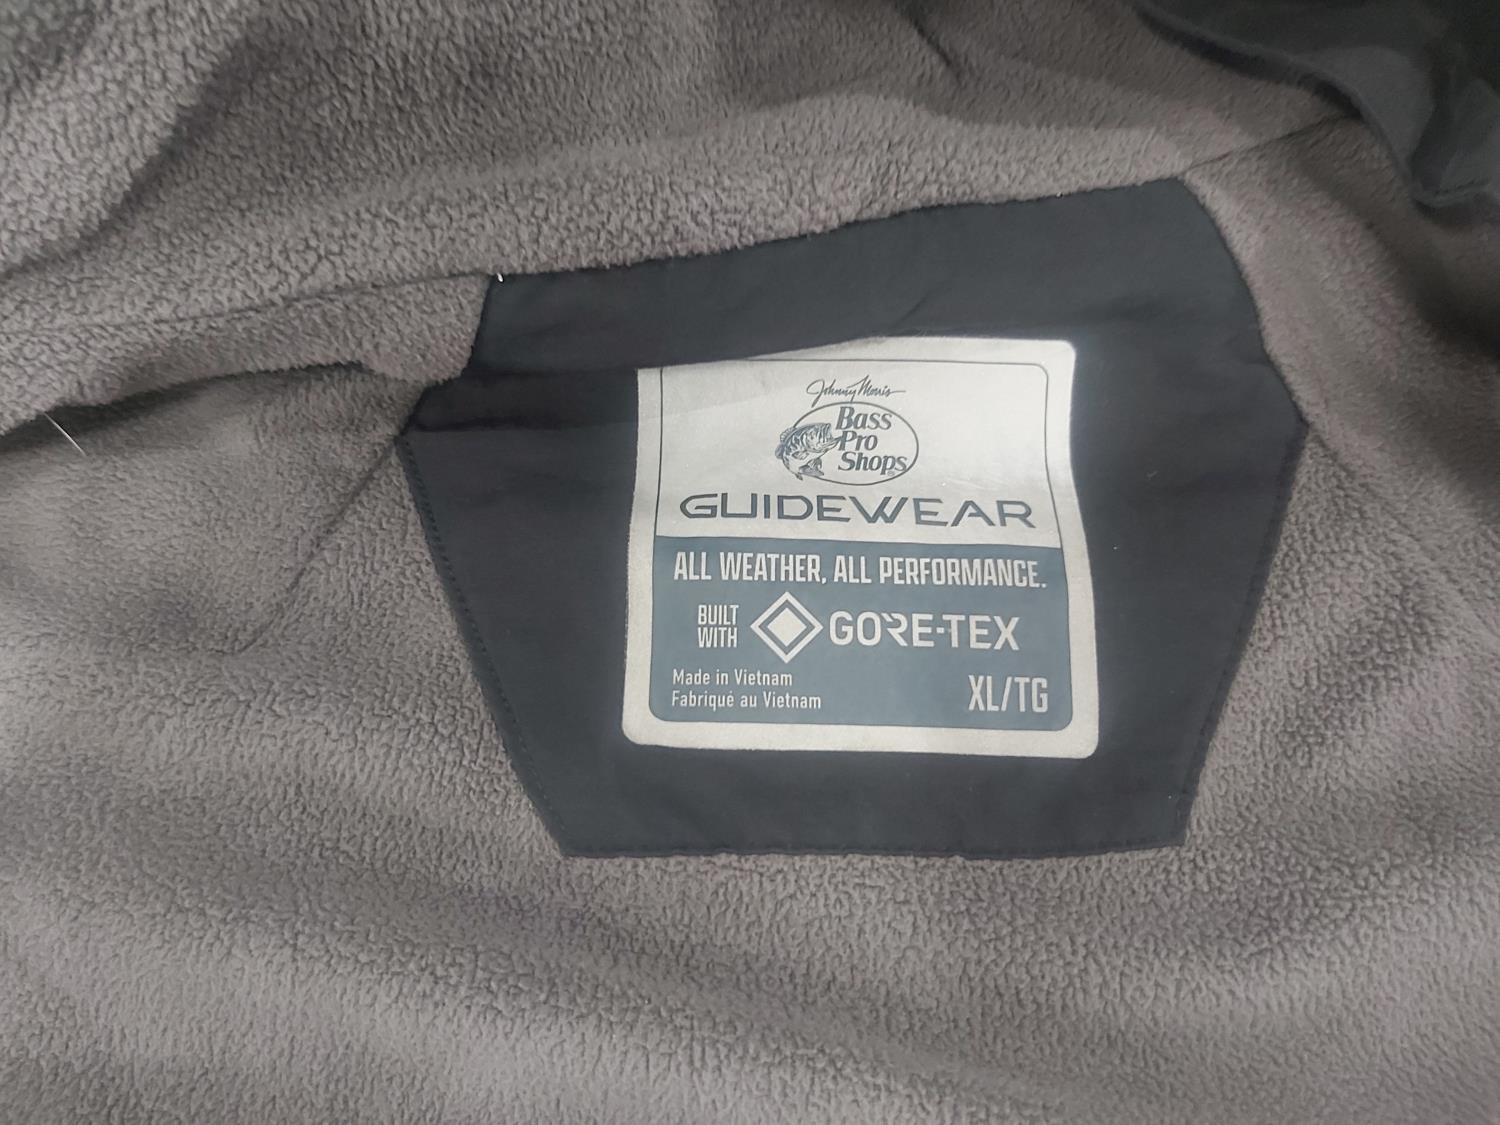 Johnny Morris
Bass
Pro
Shops
GUIDEWEAR
ALL WEATHER, ALL PERFORMANCE.
BUILT
WITH
GORE-TEX
Made in Vietnam
Fabriqué au Vietnam
XL/TG